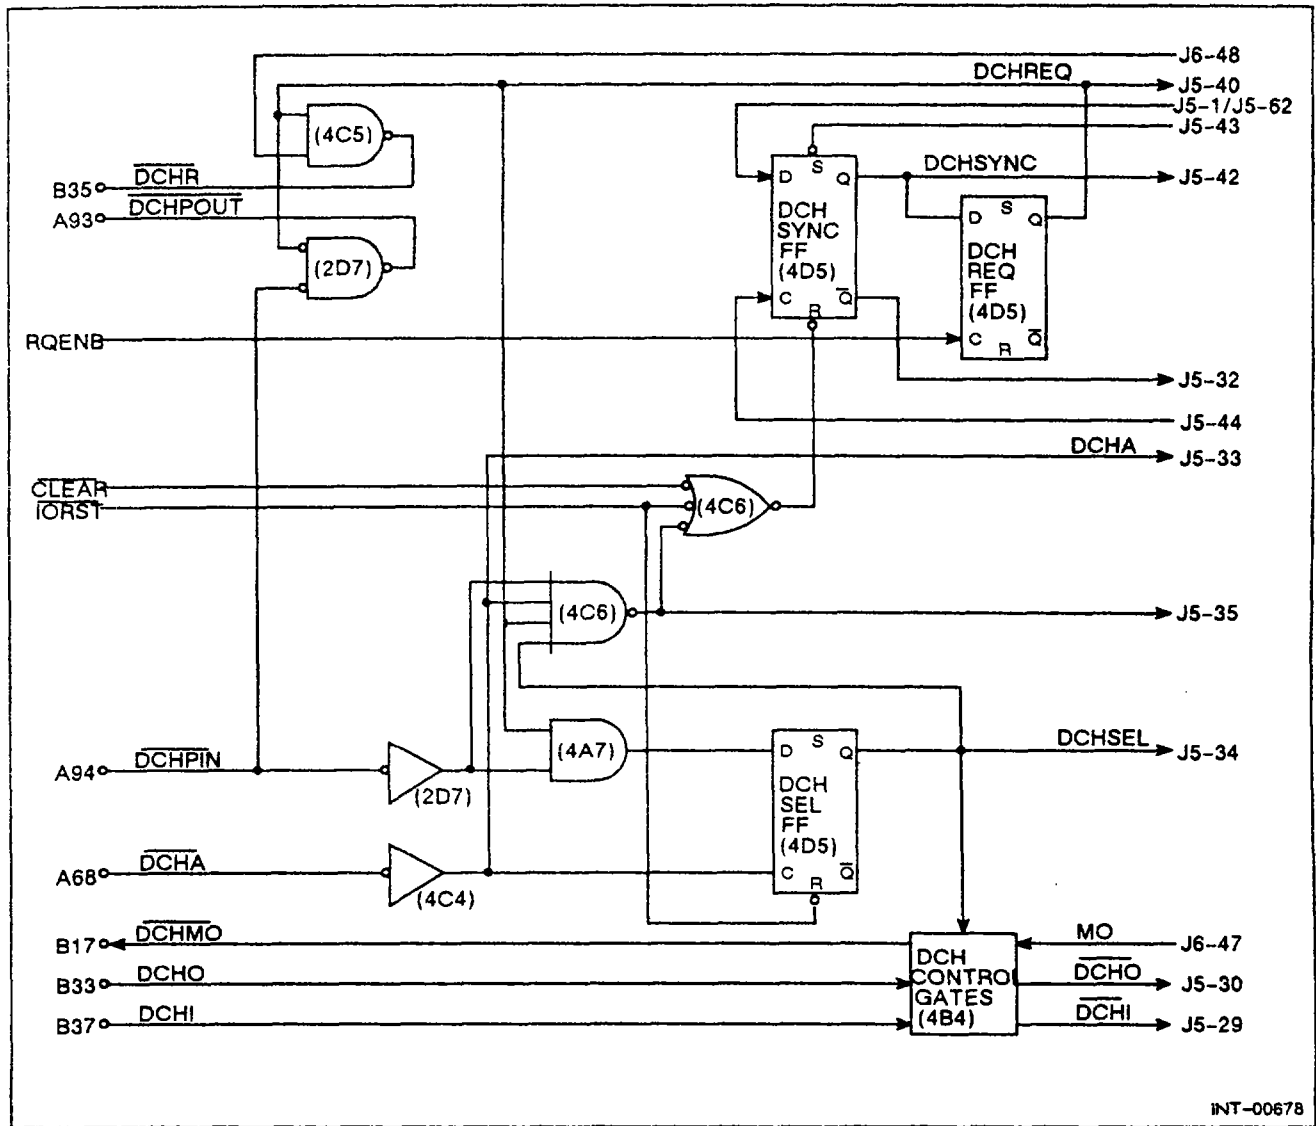 J6-48
DCHREQ
J5-40
J5-1/J5-62
(4C5)
J5-43
S
D
Q
DCHSYNC
J5-42
B35
DCHR
A93
DCHPOUT
DCH
SYNC
FF
(4D5)
S
D
Q
(2D7)
DCH
REQ
FF
(4D5)
C
R
Q
RQENB
C
R
Q
J5-32
J5-44
DCHA
J5-33
CLEAR
IORST
(4C6)
(4C6)
J5-35
A94
DCHPIN
(2D7)
(4A7)
D
S
Q
DCHSEL
J5-34
DCH
SEL
FF
(4D5)
A68
DCHA
(4C4)
C
R
Q
B17
DCHMO
MO
J6-47
B33
DCHO
DCH
CONTROL
GATES
(4B4)
DCHO
J5-30
B37
DCHI
DCHI
J5-29
INT-00678